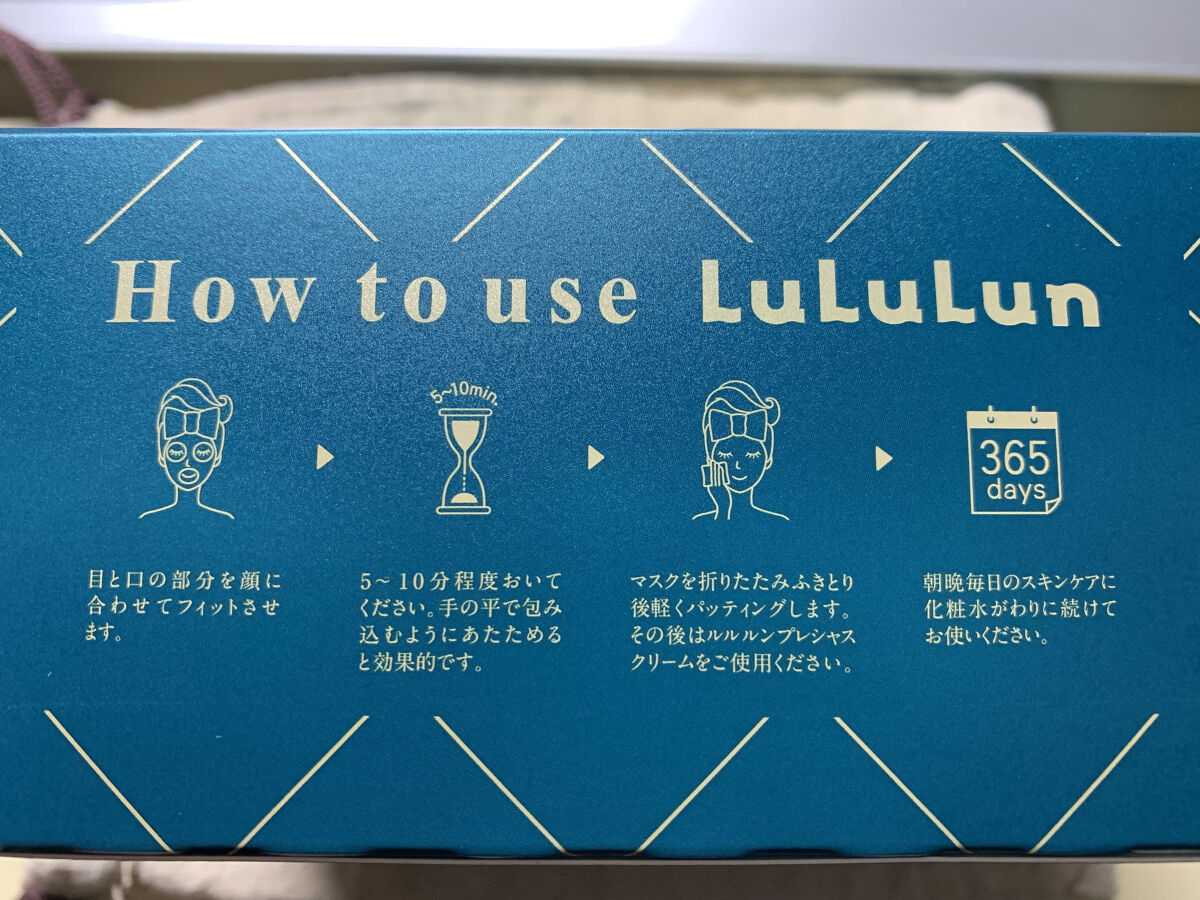 How to use LuLuLun
5~10min.
365
days
目と口の部分を顔に
合わせてフィットさせ
ます。
5～10分程度おいて
ください。手の平で包み
込むようにあたためる
と効果的です。
マスクを折りたたみふきとり
後軽くパッティングします。
その後はルルルンプレシャス
クリームをご使用ください。
朝晩毎日のスキンケアに
化粧水がわりに続けて
お使いください。